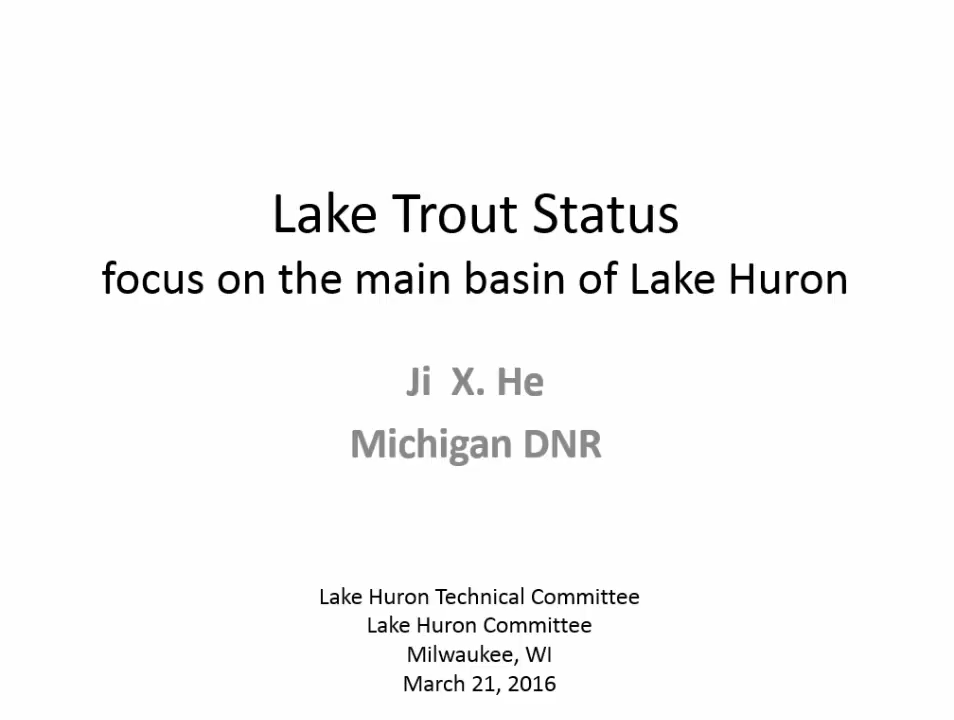 Lake Trout Status
focus on the main basin of Lake Huron
Ji X. He
Michigan DNR
Lake Huron Technical Committee
Lake Huron Committee
Milwaukee, WI
March 21, 2016